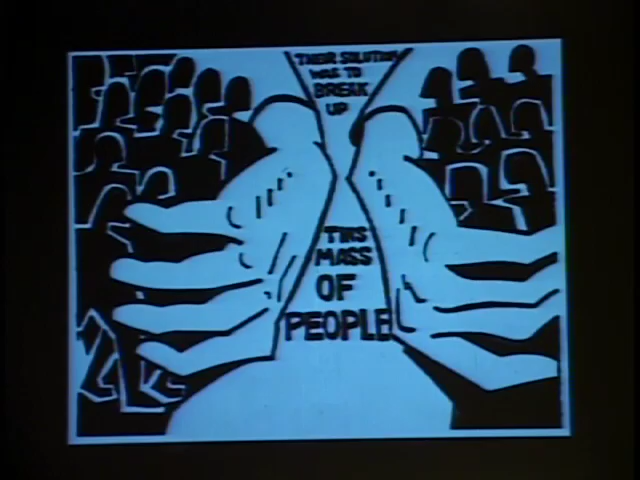 THEIR SOLUTION
WAS TO
BREAK
UP
THIS
MASS
OF
PEOPLE